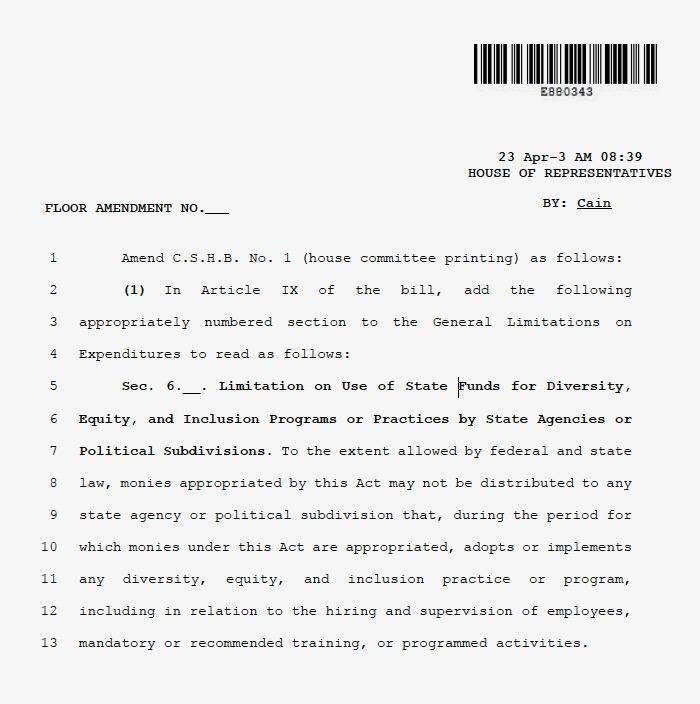 E880343
23 Apr-3 AM 08:39
HOUSE OF REPRESENTATIVES
FLOOR AMENDMENT NO.___
BY: Cain
1 Amend C.S.H.B. No. 1 (house committee printing) as follows:
2 (1) In Article IX of the bill, add the following
3 appropriately numbered section to the General Limitations on
4 Expenditures to read as follows:
5 Sec. 6.__. Limitation on Use of State Funds for Diversity,
6 Equity, and Inclusion Programs or Practices by State Agencies or
7 Political Subdivisions. To the extent allowed by federal and state
8 law, monies appropriated by this Act may not be distributed to any
9 state agency or political subdivision that, during the period for
10 which monies under this Act are appropriated, adopts or implements
11 any diversity, equity, and inclusion practice or program,
12 including in relation to the hiring and supervision of employees,
13 mandatory or recommended training, or programmed activities.